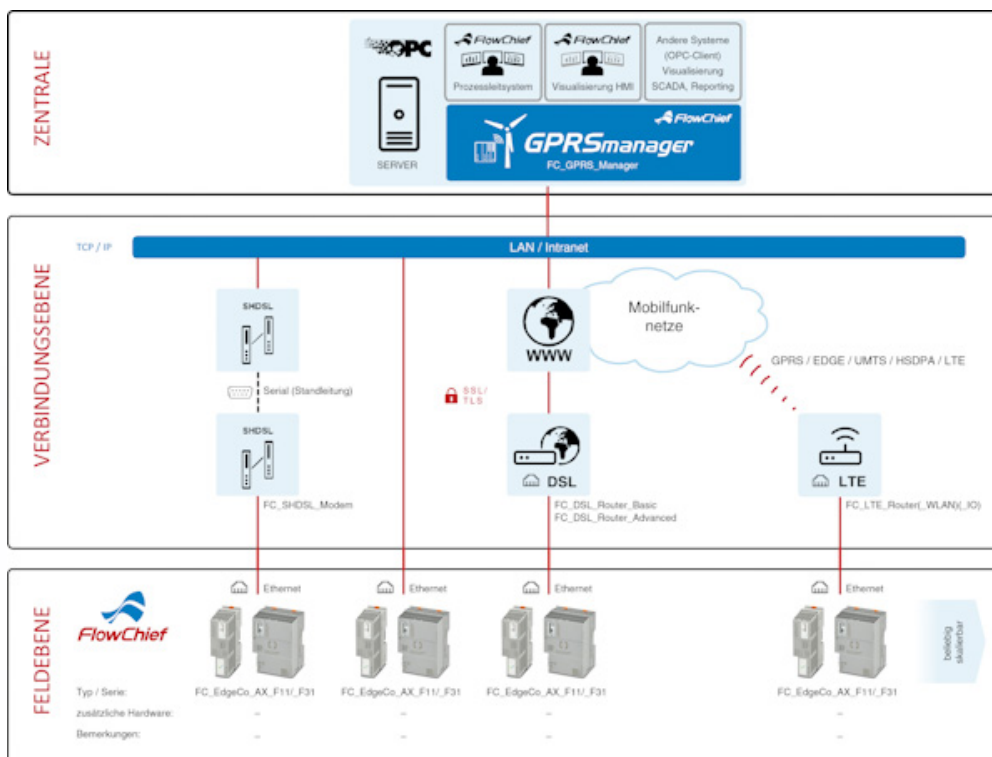 ZENTRALE
OPC
SERVER
FlowChief
Prozessleitsystem
FlowChief
Visualisierung HMI
Andere Systeme
(OPC-Client)
Visualisierung
SCADA, Reporting
FlowChief
GPRSmanager
FC_GPRS_Manager
VERBINDUNGSEBENE
TCP / IP
LAN / Intranet
SHDSL
Serial (Standleitung)
SHDSL
FC_SHDSL_Modem
SSL/
TLS
WWW
Mobilfunk-
netze
GPRS / EDGE / UMTS / HSDPA / LTE
DSL
FC_DSL_Router_Basic
FC_DSL_Router_Advanced
LTE
FC_LTE_Router(_WLAN)(_IO)
FELDEBENE
FlowChief
Ethernet
Ethernet
Ethernet
Ethernet
beliebig
skalierbar
Typ / Serie:
FC_EdgeCo_AX_F11/_F31
FC_EdgeCo_AX_F11/_F31
FC_EdgeCo_AX_F11/_F31
FC_EdgeCo_AX_F11/_F31
zusätzliche Hardware:
–
–
–
–
Bemerkungen:
–
–
–
–